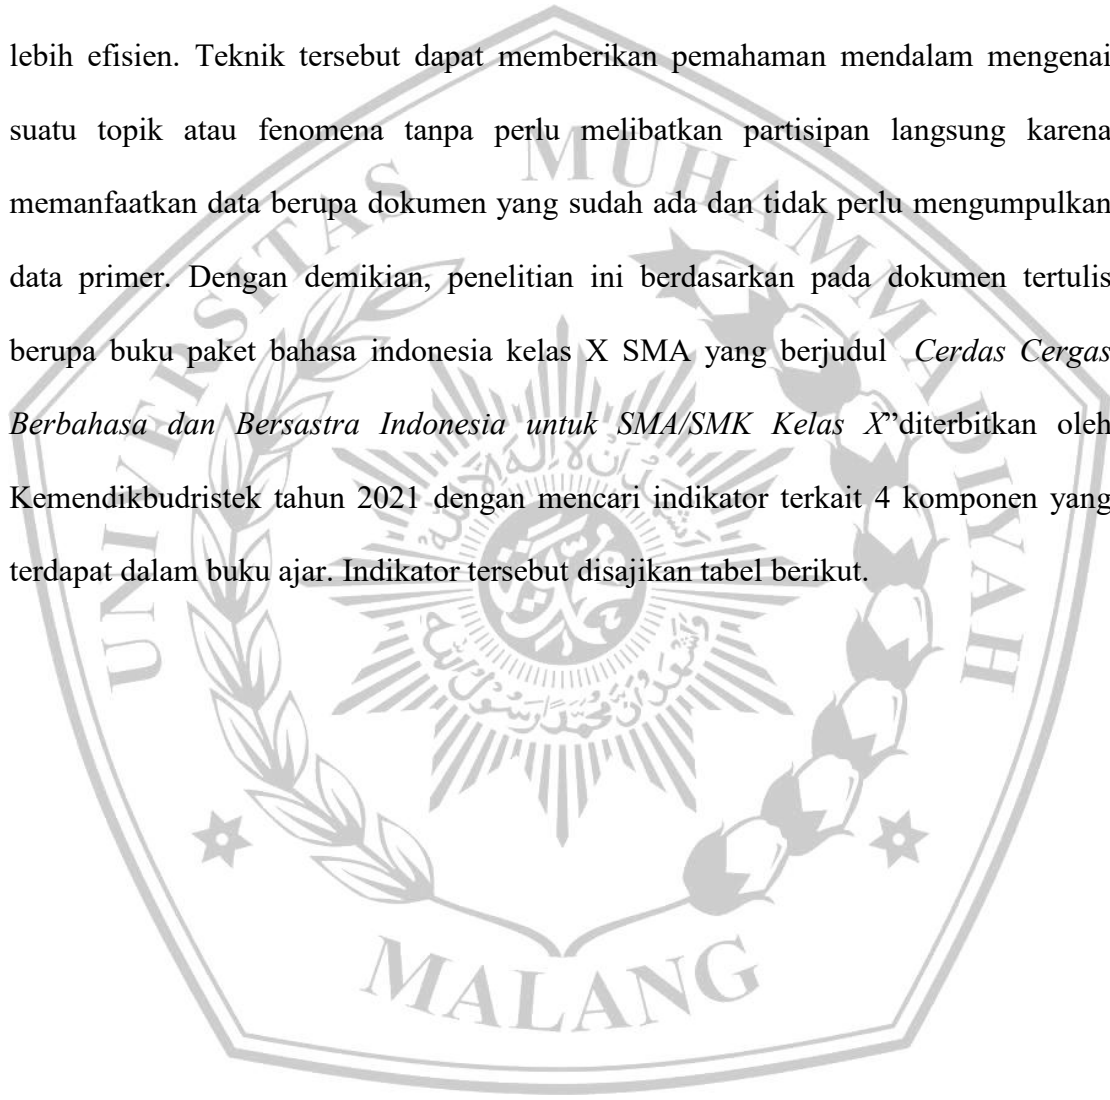 lebih efisien. Teknik tersebut dapat memberikan pemahaman mendalam mengenai
suatu topik atau fenomena tanpa perlu melibatkan partisipan langsung karena
memanfaatkan data berupa dokumen yang sudah ada dan tidak perlu mengumpulkan
data primer. Dengan demikian, penelitian ini berdasarkan pada dokumen tertulis
berupa buku paket bahasa indonesia kelas X SMA yang berjudul Cerdas Cergas
Berbahasa dan Bersastra Indonesia untuk SMA/SMK Kelas X”diterbitkan oleh
Kemendikbudristek tahun 2021 dengan mencari indikator terkait 4 komponen yang
terdapat dalam buku ajar. Indikator tersebut disajikan tabel berikut.
UNIVERSITAS MUHAMMADIYAH
MALANG